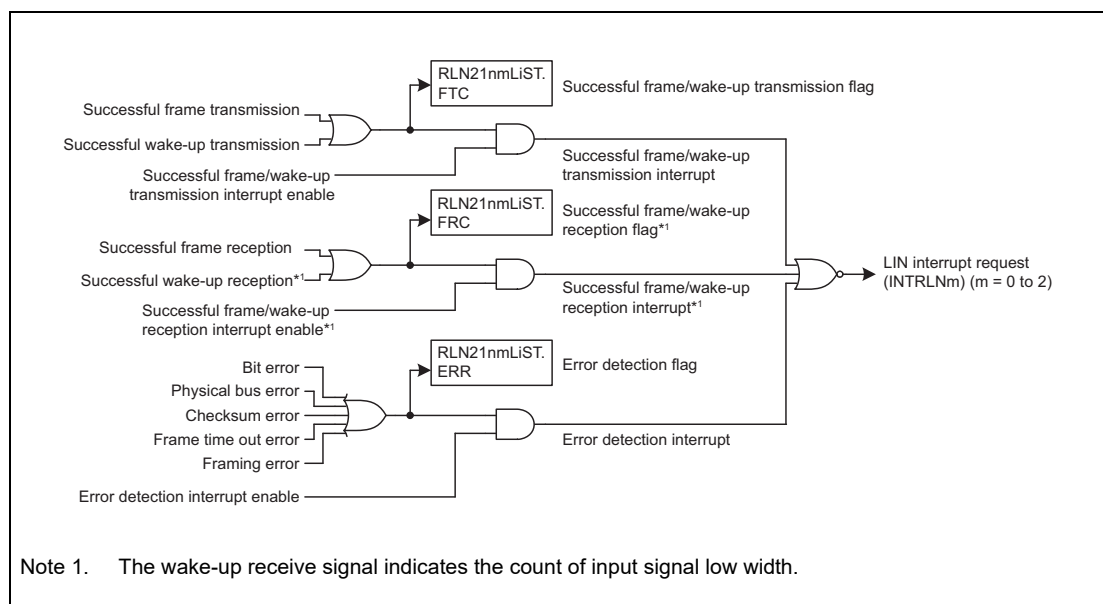 RLN21nmLiST.
FTC
Successful frame/wake-up transmission flag
Successful frame transmission
Successful wake-up transmission
Successful frame/wake-up
transmission interrupt enable
Successful frame/wake-up
transmission interrupt
RLN21nmLiST.
FRC
Successful frame/wake-up
reception flag*1
Successful frame reception
Successful wake-up reception*1
Successful frame/wake-up
reception interrupt enable*1
Successful frame/wake-up
reception interrupt*1
LIN interrupt request
(INTRLNm) (m = 0 to 2)
RLN21nmLiST.
ERR
Error detection flag
Bit error
Physical bus error
Checksum error
Frame time out error
Framing error
Error detection interrupt enable
Error detection interrupt
Note 1. The wake-up receive signal indicates the count of input signal low width.